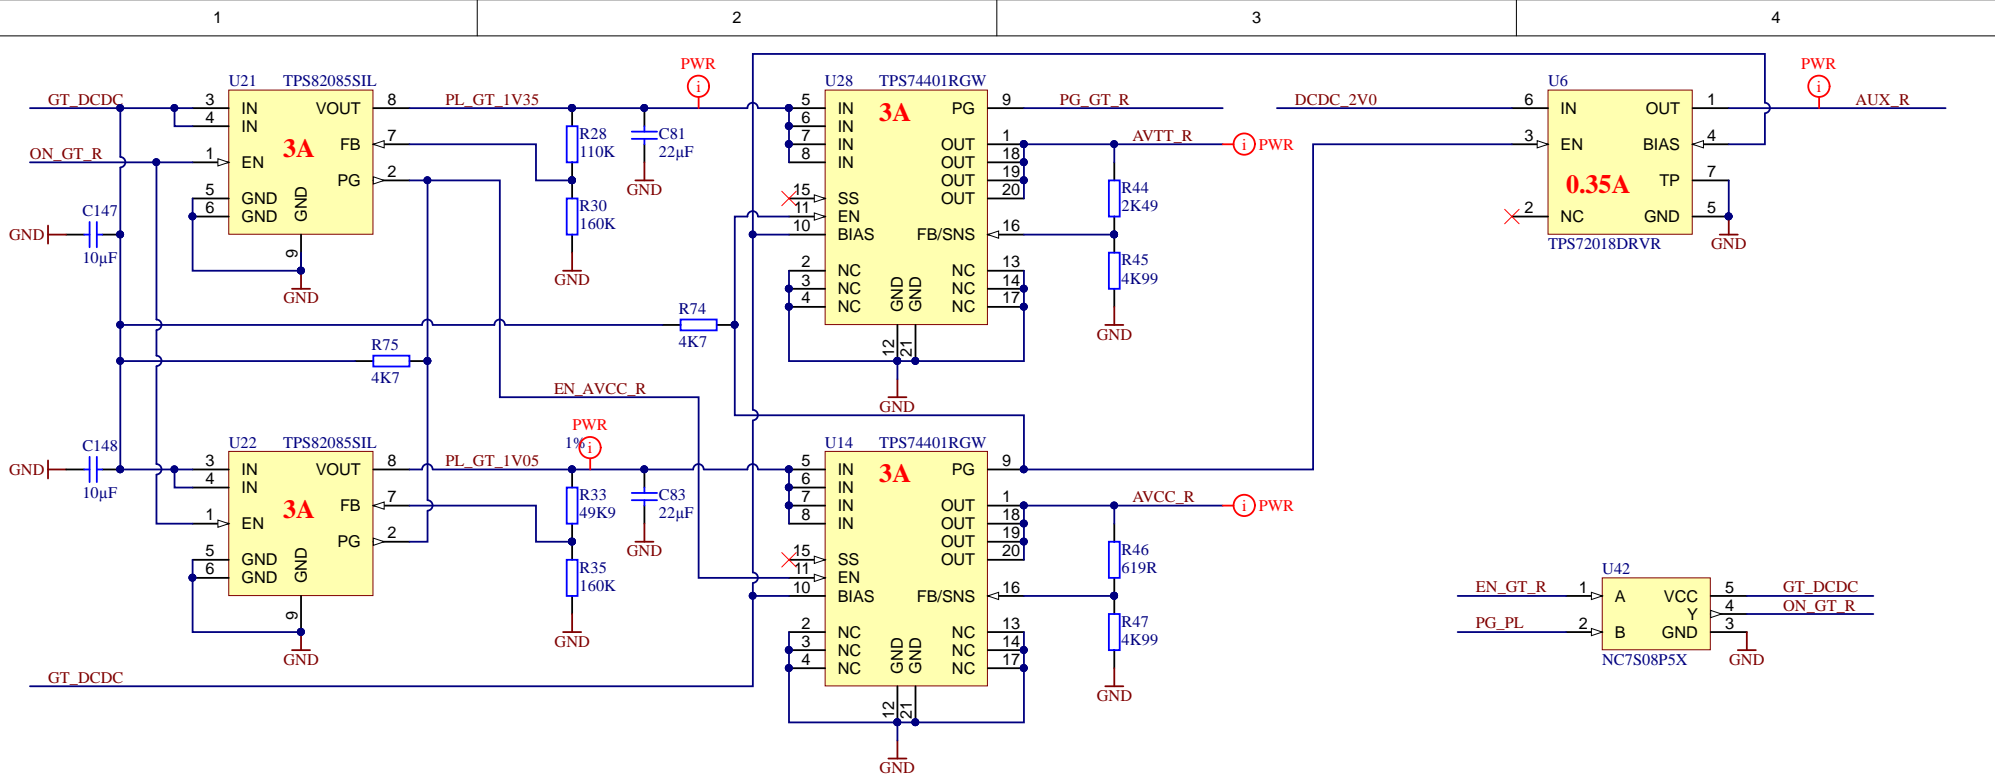 1 2 3 4
U21 TPS82085SIL
GT_DCDC
3 IN VOUT 8
4 IN
3A
FB 7
ON_GT_R
1 EN
PG 2
5 GND
6 GND
GND
9
GND
C147
GND
10µF
PL_GT_1V35
PWR
i
R28
110K
C81
22µF
GND
R30
160K
GND
U28 TPS74401RGW
5 IN PG 9
6 IN
3A
7 IN OUT 1
8 IN OUT 18
OUT 19
15 SS OUT 20
11 EN
10 BIAS FB/SNS 16
2 NC NC 13
3 NC NC 14
4 NC NC 17
GND GND
12 21
GND
PG_GT_R
AVTT_R
i PWR
R44
2K49
R45
4K99
GND
DCDC_2V0
U6
6 IN OUT 1
3 EN BIAS 4
0.35A
TP 7
2 NC GND 5
TPS72018DRVR
GND
PWR
i
AUX_R
R74
4K7
R75
4K7
EN_AVCC_R
C148
GND
10µF
U22 TPS82085SIL
3 IN VOUT 8
4 IN
3A
FB 7
1 EN
PG 2
5 GND
6 GND
GND
9
GND
PL_GT_1V05
PWR
1%
i
R33
49K9
C83
22µF
GND
R35
160K
GND
GT_DCDC
U14 TPS74401RGW
5 IN PG 9
6 IN
3A
7 IN OUT 1
8 IN OUT 18
OUT 19
15 SS OUT 20
11 EN
10 BIAS FB/SNS 16
2 NC NC 13
3 NC NC 14
4 NC NC 17
GND GND
12 21
GND
AVCC_R
i PWR
R46
619R
R47
4K99
GND
U42
EN_GT_R 1 A VCC 5 GT_DCDC
Y 4 ON_GT_R
PG_PL 2 B GND 3
NC7S08P5X
GND